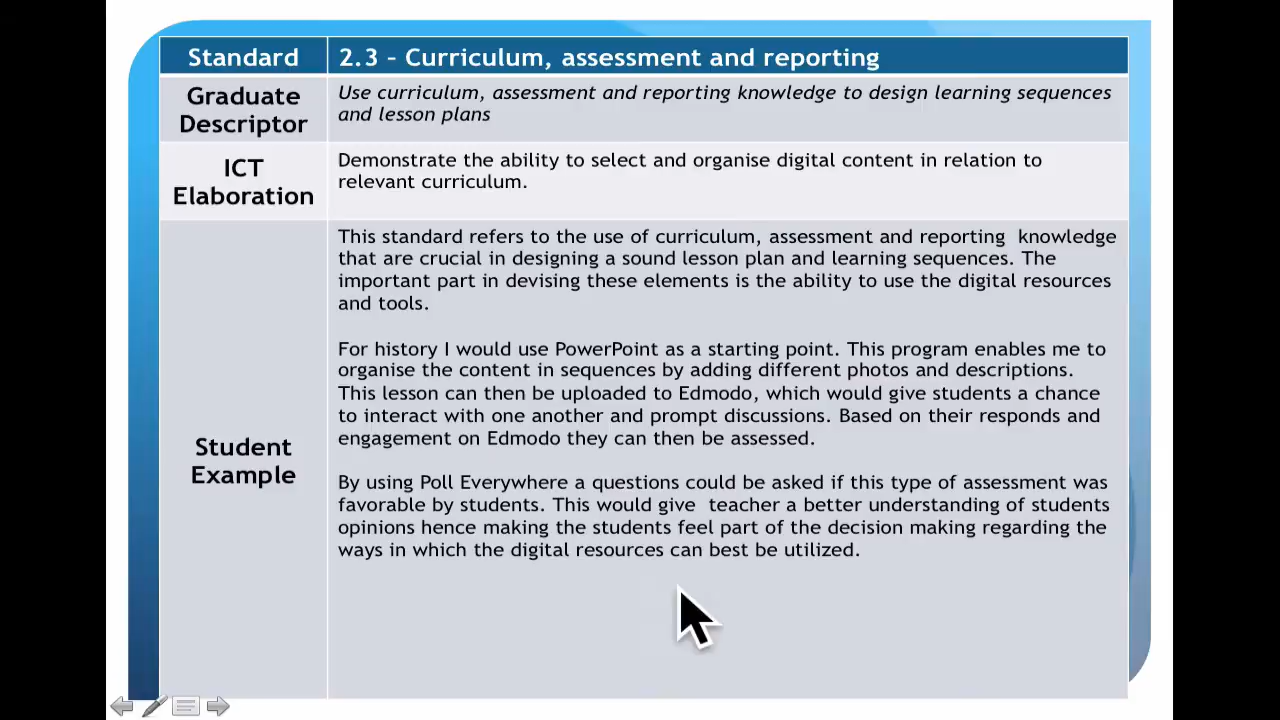 Standard
2.3 – Curriculum, assessment and reporting
Graduate
Descriptor
Use curriculum, assessment and reporting knowledge to design learning sequences
and lesson plans
ICT
Elaboration
Demonstrate the ability to select and organise digital content in relation to
relevant curriculum.
Student
Example
This standard refers to the use of curriculum, assessment and reporting  knowledge
that are crucial in designing a sound lesson plan and learning sequences. The
important part in devising these elements is the ability to use the digital resources
and tools.
For history I would use PowerPoint as a starting point. This program enables me to
organise the content in sequences by adding different photos and descriptions.
This lesson can then be uploaded to Edmodo, which would give students a chance
to interact with one another and prompt discussions. Based on their responds and
engagement on Edmodo they can then be assessed.
By using Poll Everywhere a questions could be asked if this type of assessment was
favorable by students. This would give  teacher a better understanding of students
opinions hence making the students feel part of the decision making regarding the
ways in which the digital resources can best be utilized.